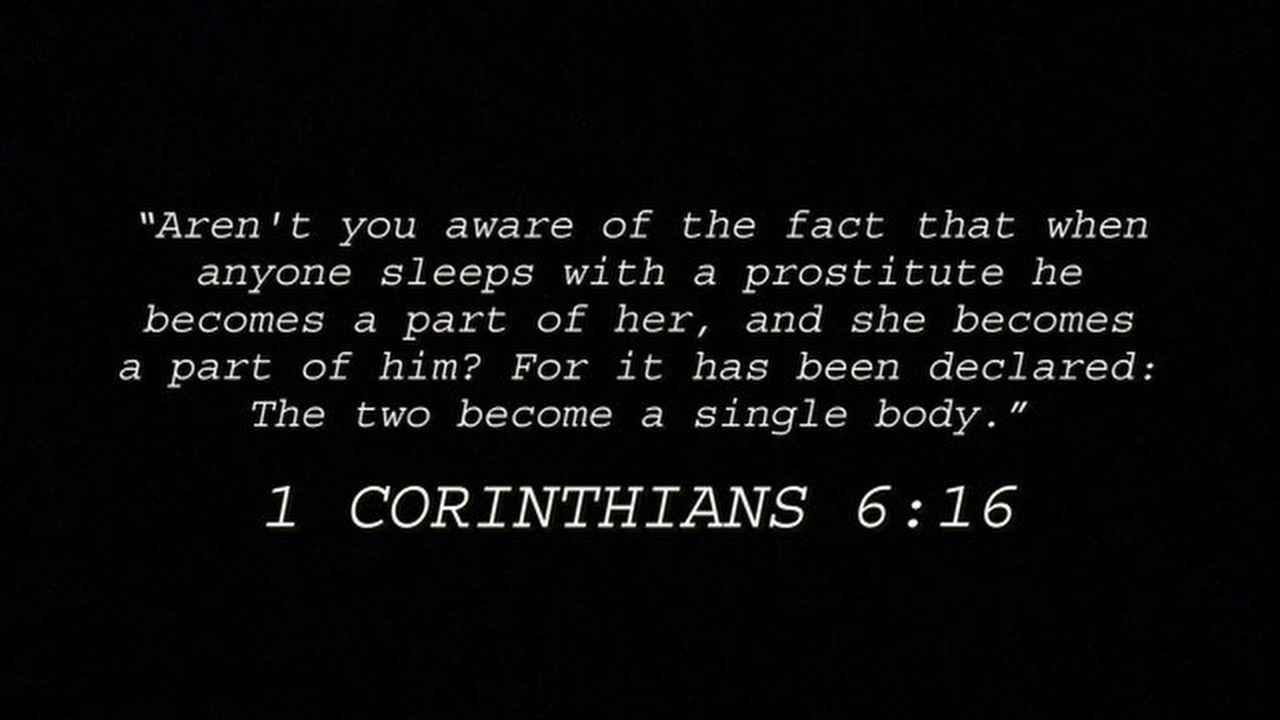 "Aren't you aware of the fact that when
anyone sleeps with a prostitute he
becomes a part of her, and she becomes
a part of him? For it has been declared:
The two become a single body.”
1 CORINTHIANS 6:16